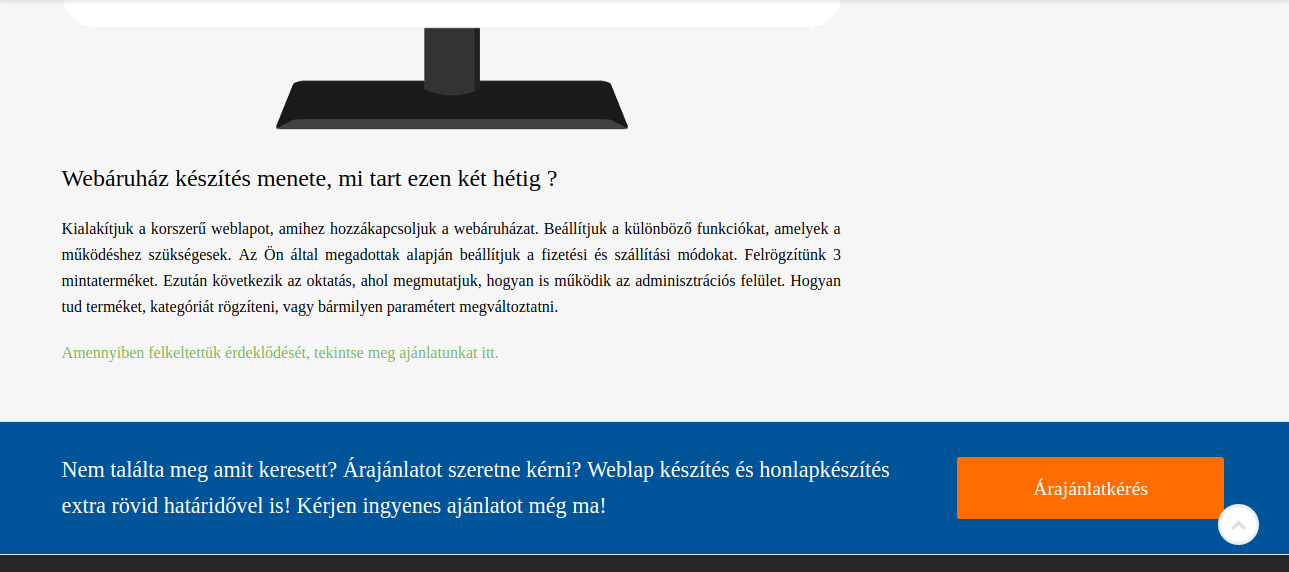 Webáruház készítés menete, mi tart ezen két hétig ?
Kialakítjuk a korszerű weblapot, amihez hozzákapcsoljuk a webáruházat. Beállítjuk a különböző funkciókat, amelyek a
működéshez szükségesek. Az Ön által megadottak alapján beállítjuk a fizetési és szállítási módokat. Felrögzítünk 3
mintaterméket. Ezután következik az oktatás, ahol megmutatjuk, hogyan is működik az adminisztrációs felület. Hogyan
tud terméket, kategóriát rögzíteni, vagy bármilyen paramétert megváltoztatni.
Amennyiben felkeltettük érdeklődését, tekintse meg ajánlatunkat itt.
Nem találta meg amit keresett? Árajánlatot szeretne kérni? Weblap készítés és honlapkészítés
extra rövid határidővel is! Kérjen ingyenes ajánlatot még ma!
Árajánlatkérés